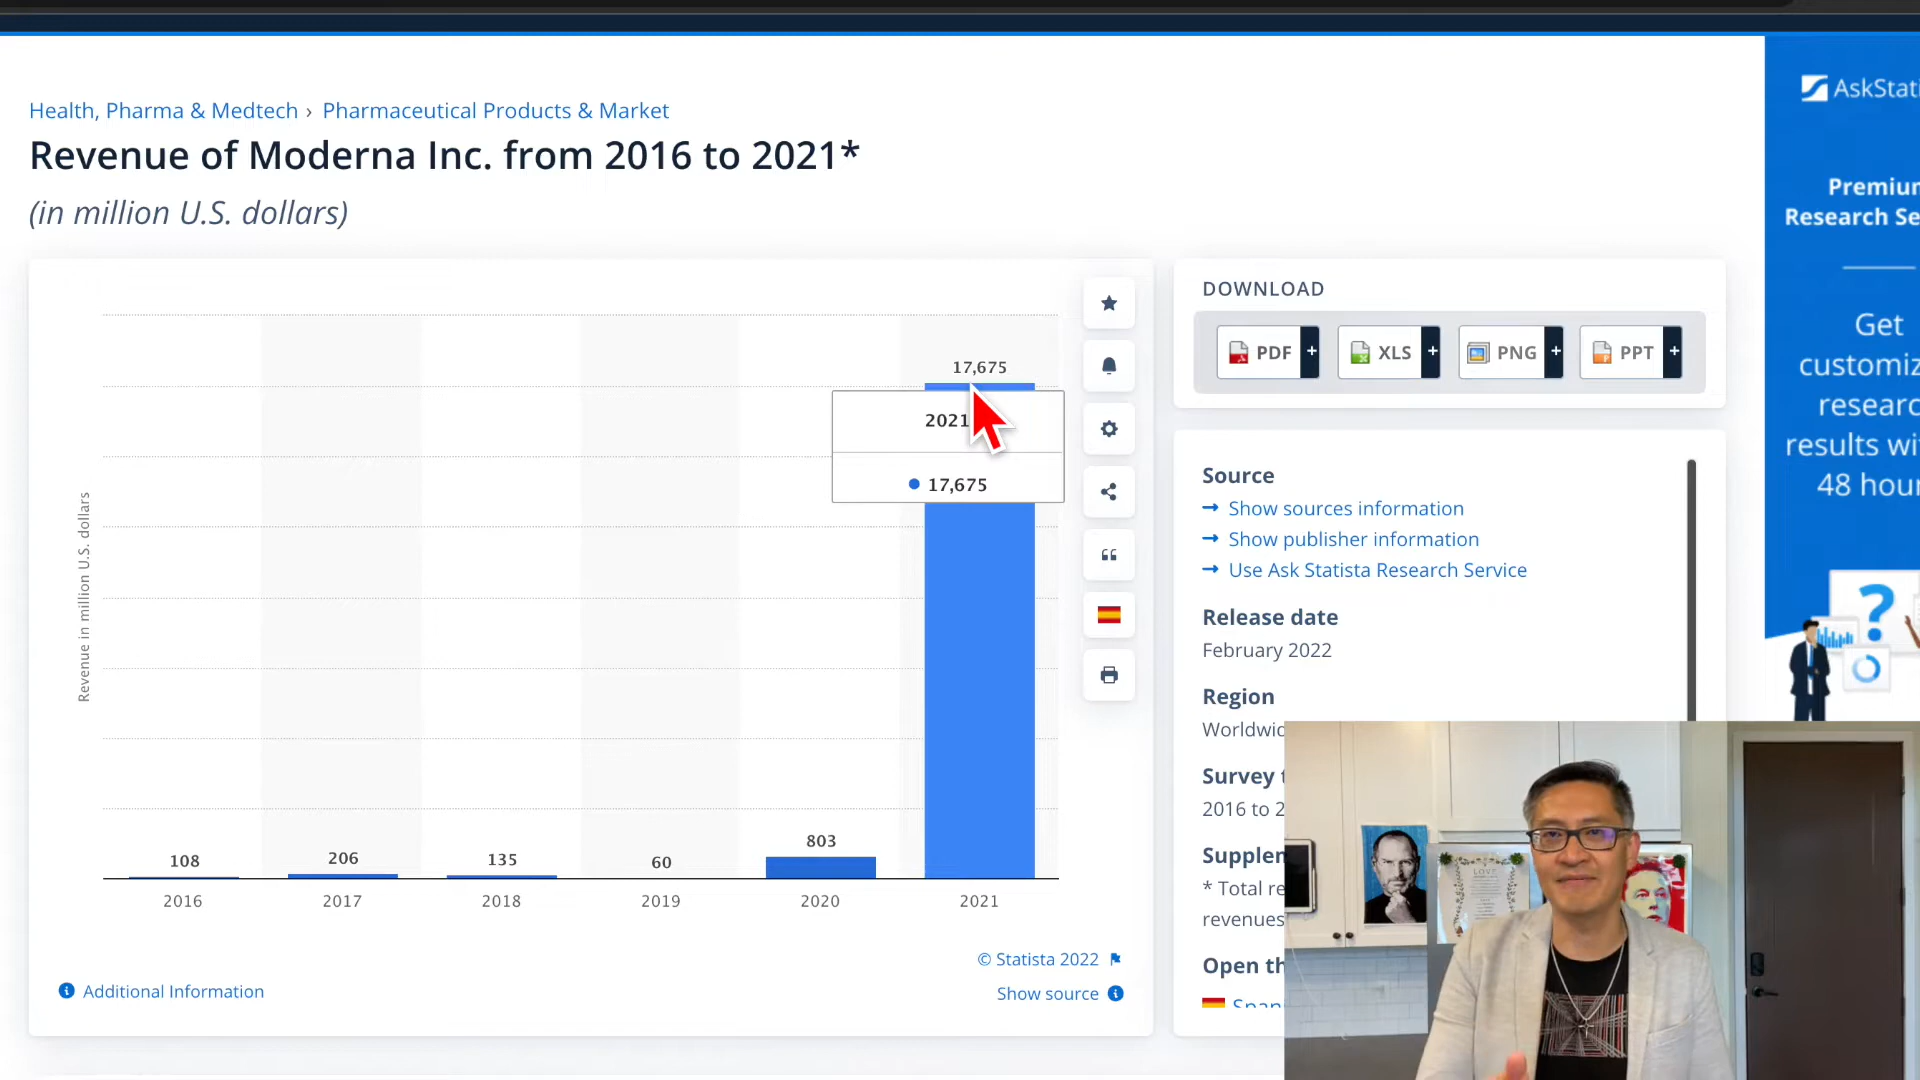 Health, Pharma & Medtech › Pharmaceutical Products & Market
Revenue of Moderna Inc. from 2016 to 2021*
(in million U.S. dollars)
Revenue in million U.S. dollars
17,675
2021
17,675
108
206
135
60
803
2016
2017
2018
2019
2020
2021
© Statista 2022
Additional Information
Show source
DOWNLOAD
PDF +
XLS +
PNG +
PPT +
Source
Show sources information
Show publisher information
Use Ask Statista Research Service
Release date
February 2022
Region
Worldwid
Survey
2016 to 2
Supplem
* Total re
revenues
Open th
AskStati
Premium
Research Se
Get
customiz
researc
results wi
48 hour
?
LOVE